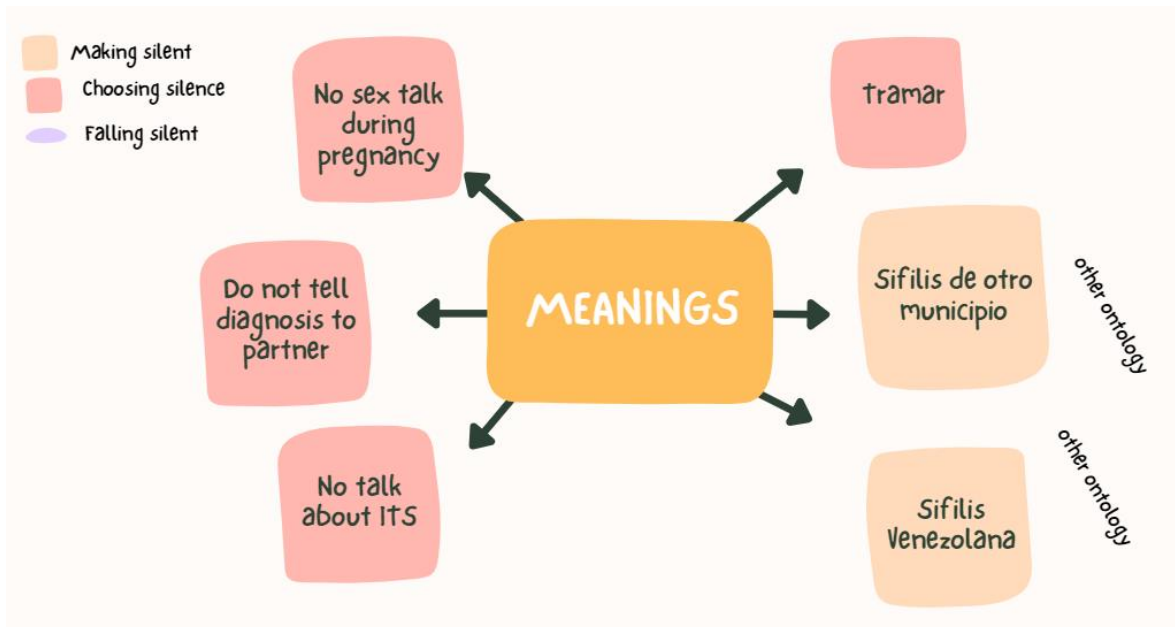 Making silent
Choosing silence
Falling silent
No sex talk
during
pregnancy
Tramar
Do not tell
diagnosis to
partner
MEANINGS
Sifilis de otro
municipio
other ontology
No talk
about ITS
Sifilis
Venezolana
other ontology